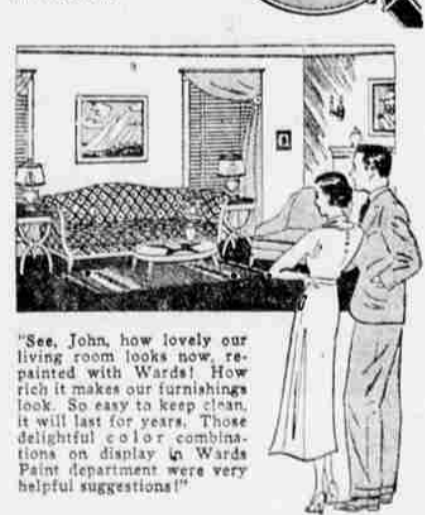 "See, John, how lovely our
living room looks now, re-
painted with Wards! How
rich it makes our furnishings
look. So easy to keep clean,
it will last for years. Those
delightful color combina-
tions on display in Wards
Paint department were very
helpful suggestions!"